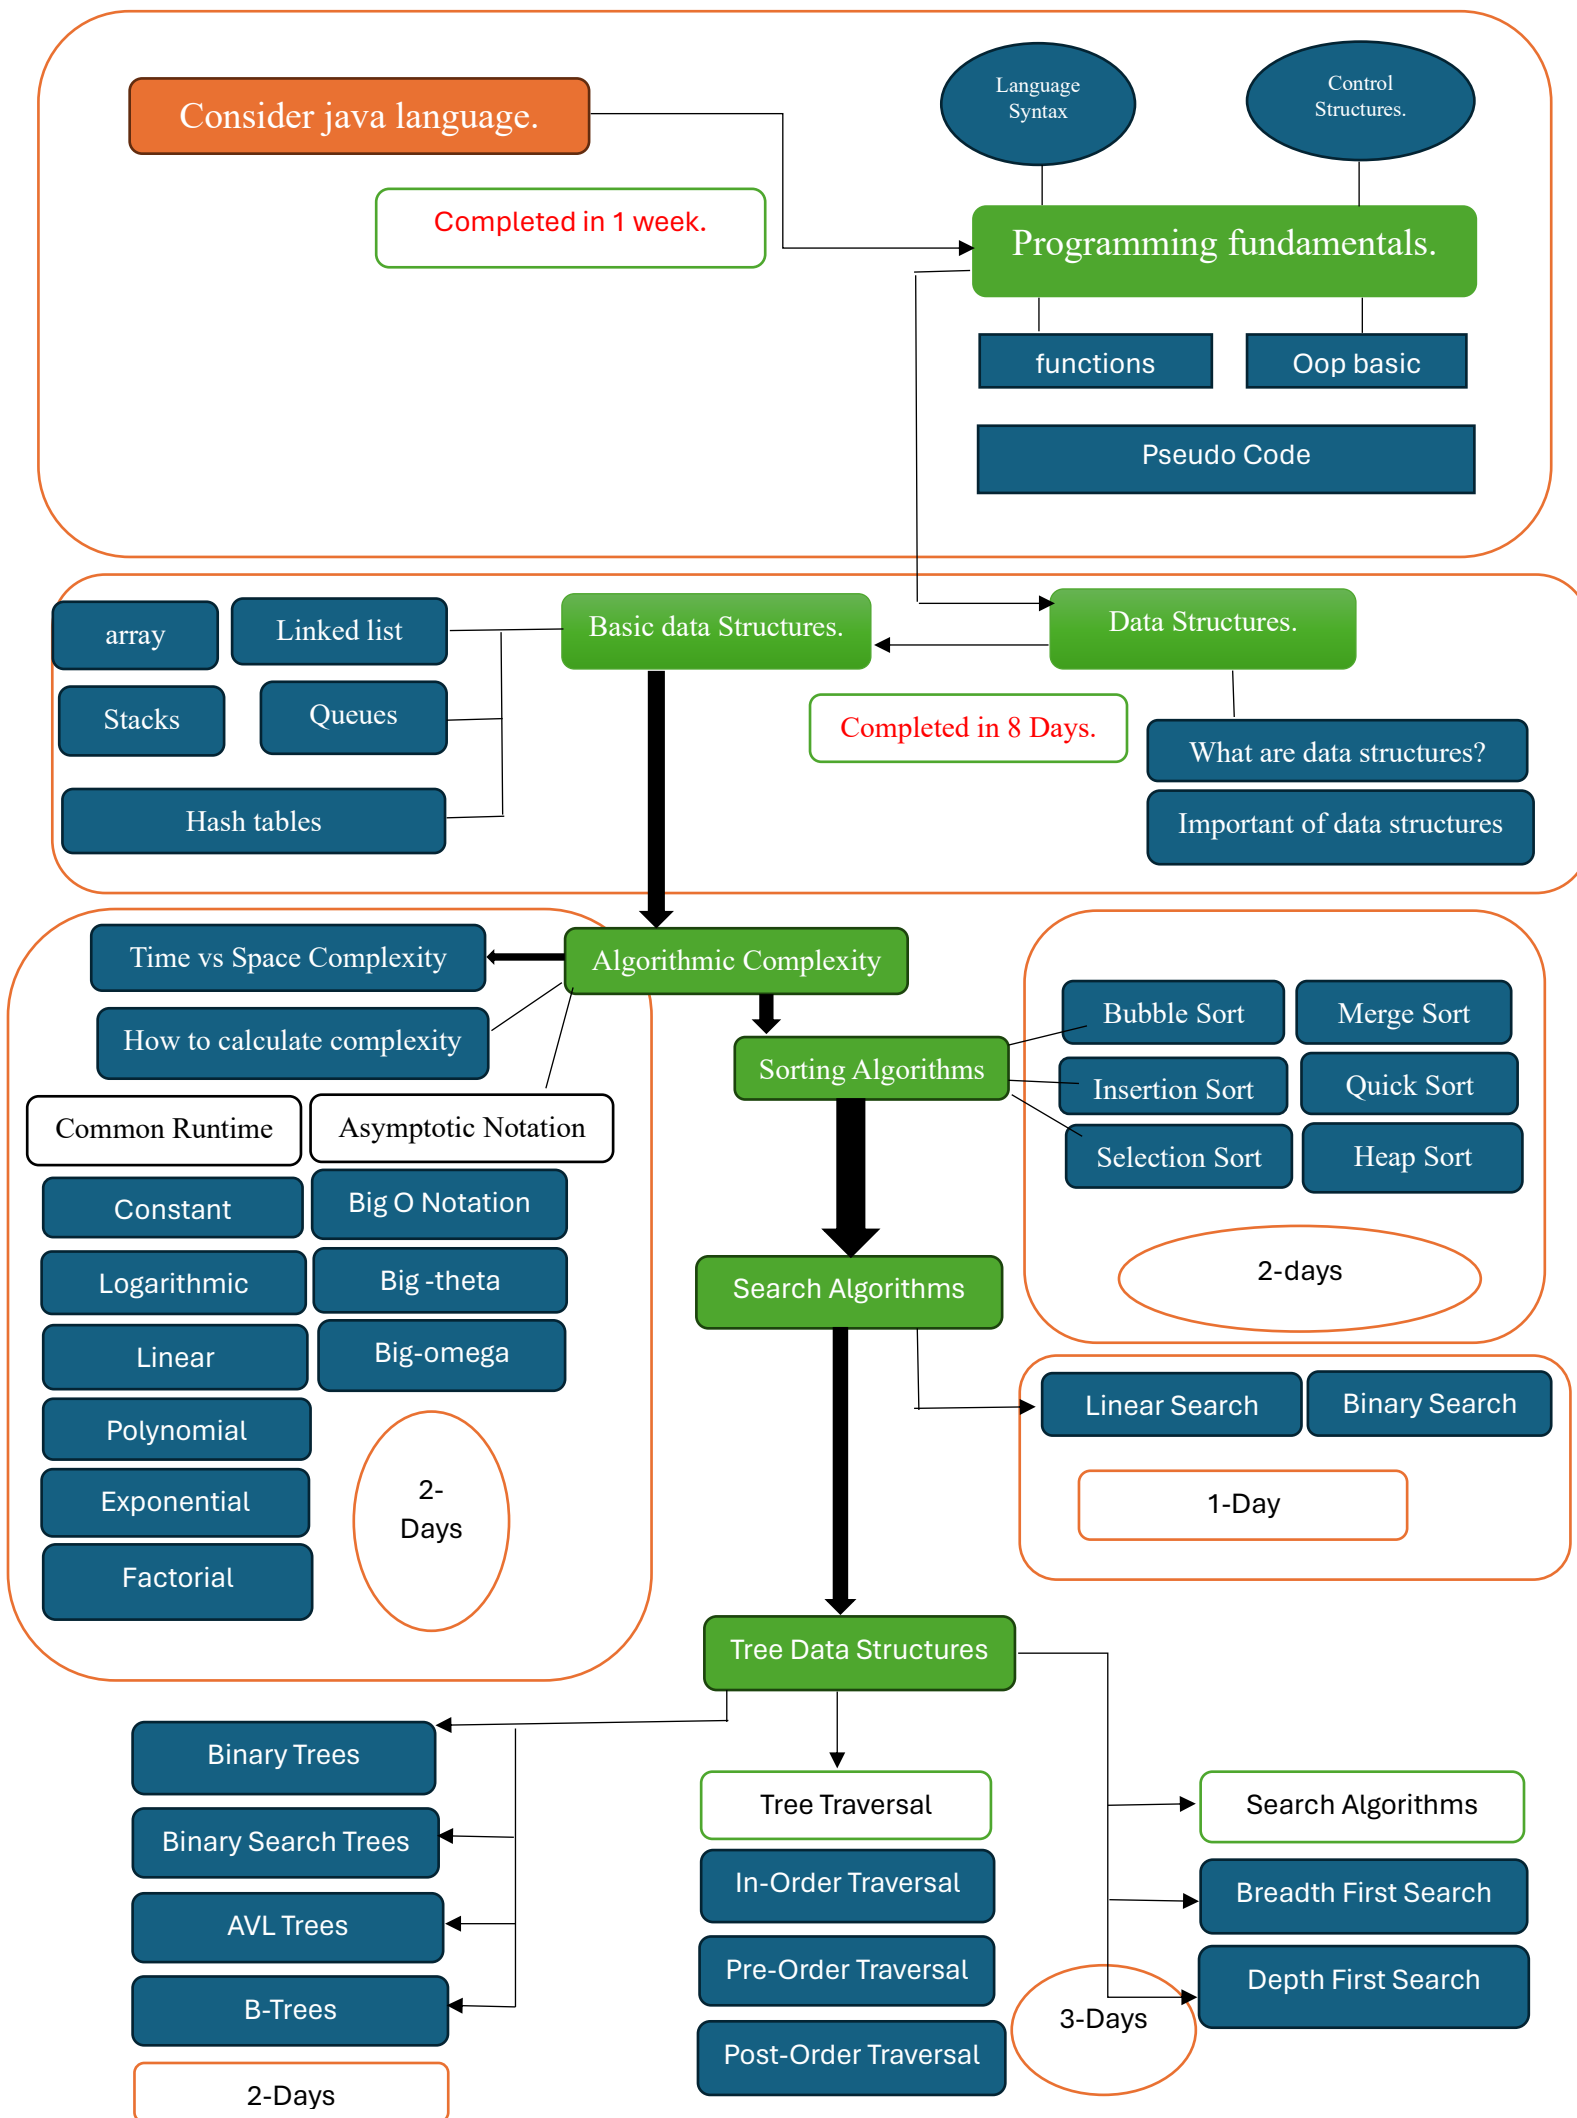 Language
Syntax
Control
Structures.
Consider java language.
Completed in 1 week.
Programming fundamentals.
functions
Oop basic
Pseudo Code
array
Linked list
Basic data Structures.
Data Structures.
Stacks
Queues
Completed in 8 Days.
What are data structures?
Hash tables
Important of data structures
Time vs Space Complexity
Algorithmic Complexity
How to calculate complexity
Sorting Algorithms
Bubble Sort
Merge Sort
Insertion Sort
Quick Sort
Selection Sort
Heap Sort
2-days
Common Runtime
Asymptotic Notation
Constant
Big O Notation
Logarithmic
Big -theta
Linear
Big-omega
Polynomial
Exponential
Factorial
2-
Days
Search Algorithms
Linear Search
Binary Search
1-Day
Tree Data Structures
Binary Trees
Binary Search Trees
AVL Trees
B-Trees
2-Days
Tree Traversal
In-Order Traversal
Pre-Order Traversal
Post-Order Traversal
Search Algorithms
Breadth First Search
Depth First Search
3-Days